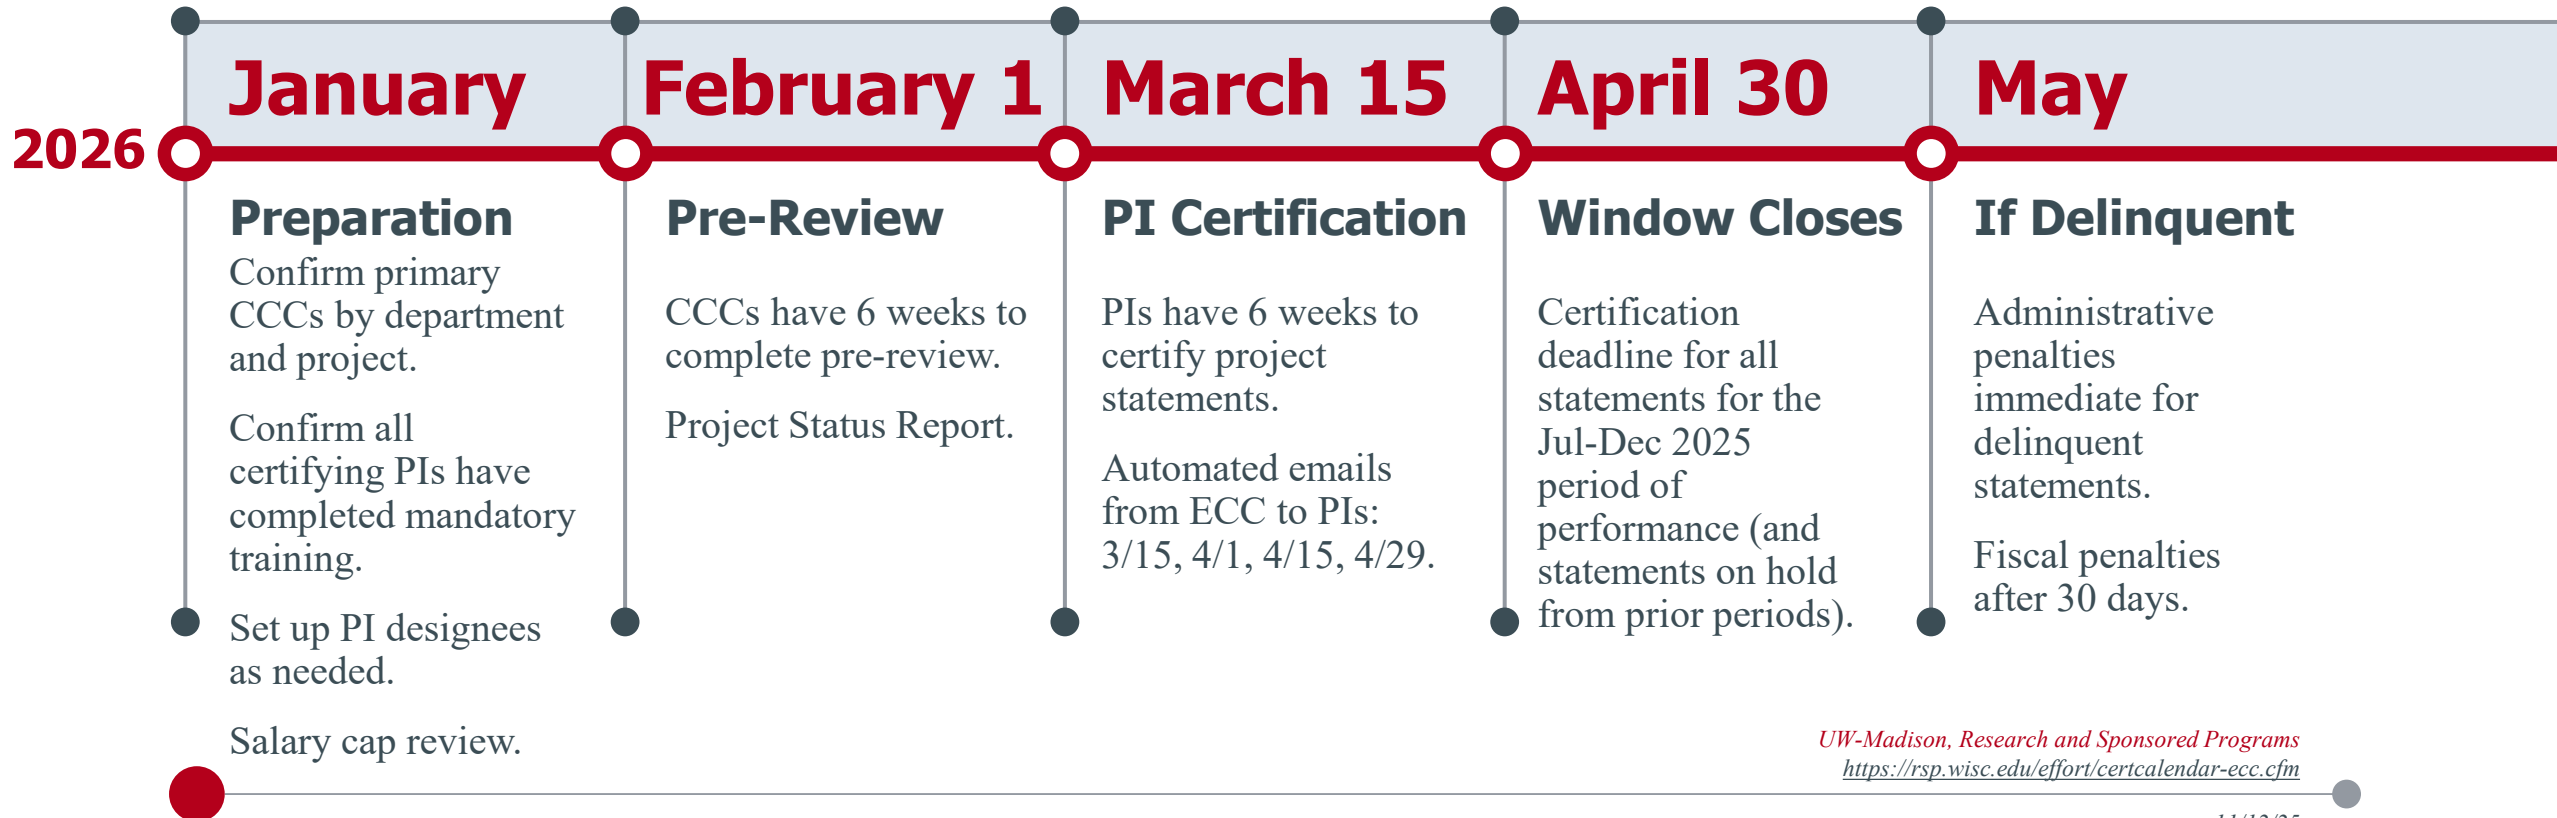 2026
January
February 1
March 15
April 30
May
Preparation
Confirm primary
CCCs by department
and project.
Confirm all
certifying PIs have
completed mandatory
training.
Set up PI designees
as needed.
Salary cap review.
Pre-Review
CCCs have 6 weeks to
complete pre-review.
Project Status Report.
PI Certification
PIs have 6 weeks to
certify project
statements.
Automated emails
from ECC to PIs:
3/15, 4/1, 4/15, 4/29.
Window Closes
Certification
deadline for all
statements for the
Jul-Dec 2025
period of
performance (and
statements on hold
from prior periods).
If Delinquent
Administrative
penalties
immediate for
delinquent
statements.
Fiscal penalties
after 30 days.
UW-Madison, Research and Sponsored Programs
https://rsp.wisc.edu/effort/certcalendar-ecc.cfm